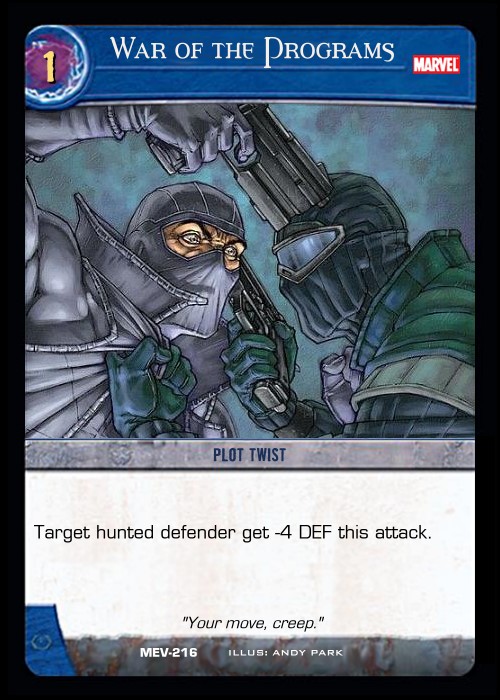 1
War of the Programs
MARVEL
PLOT TWIST
Target hunted defender get -4 DEF this attack.
"Your move, creep."
MEV-216 ILLUS: ANDY PARK